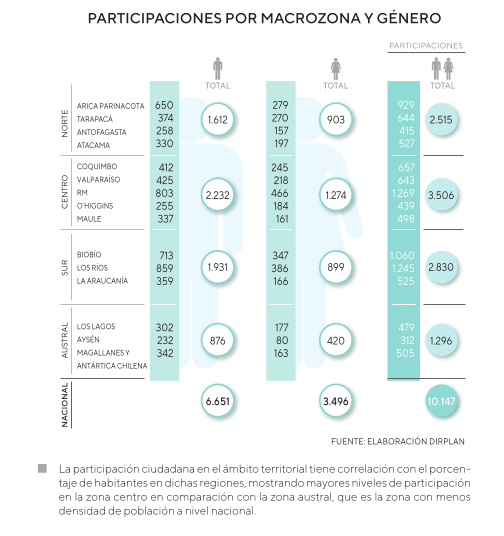 PARTICIPACIONES POR MACROZONA Y GÉNERO
PARTICIPACIONES
TOTAL TOTAL TOTAL
NORTE
ARICA PARINACOTA 650 279 929
TARAPACÁ 374 270 644
ANTOFAGASTA 258 157 415
ATACAMA 330 197 527
1.612 903 2.515
CENTRO
COQUIMBO 412 245 657
VALPARAÍSO 425 218 643
RM 803 466 1.269
O'HIGGINS 255 184 439
MAULE 337 161 498
2.232 1.274 3.506
SUR
BIOBÍO 713 347 1.060
LOS RÍOS 859 386 1.245
LA ARAUCANÍA 359 166 525
1.931 899 2.830
AUSTRAL
LOS LAGOS 302 177 479
AYSÉN 232 80 312
MAGALLANES Y 342 163 505
ANTÁRTICA CHILENA
876 420 1.296
NACIONAL
6.651 3.496 10.147
FUENTE: ELABORACIÓN DIRPLAN
La participación ciudadana en el ámbito territorial tiene correlación con el porcen-
taje de habitantes en dichas regiones, mostrando mayores niveles de participación
en la zona centro en comparación con la zona austral, que es la zona con menos
densidad de población a nivel nacional.